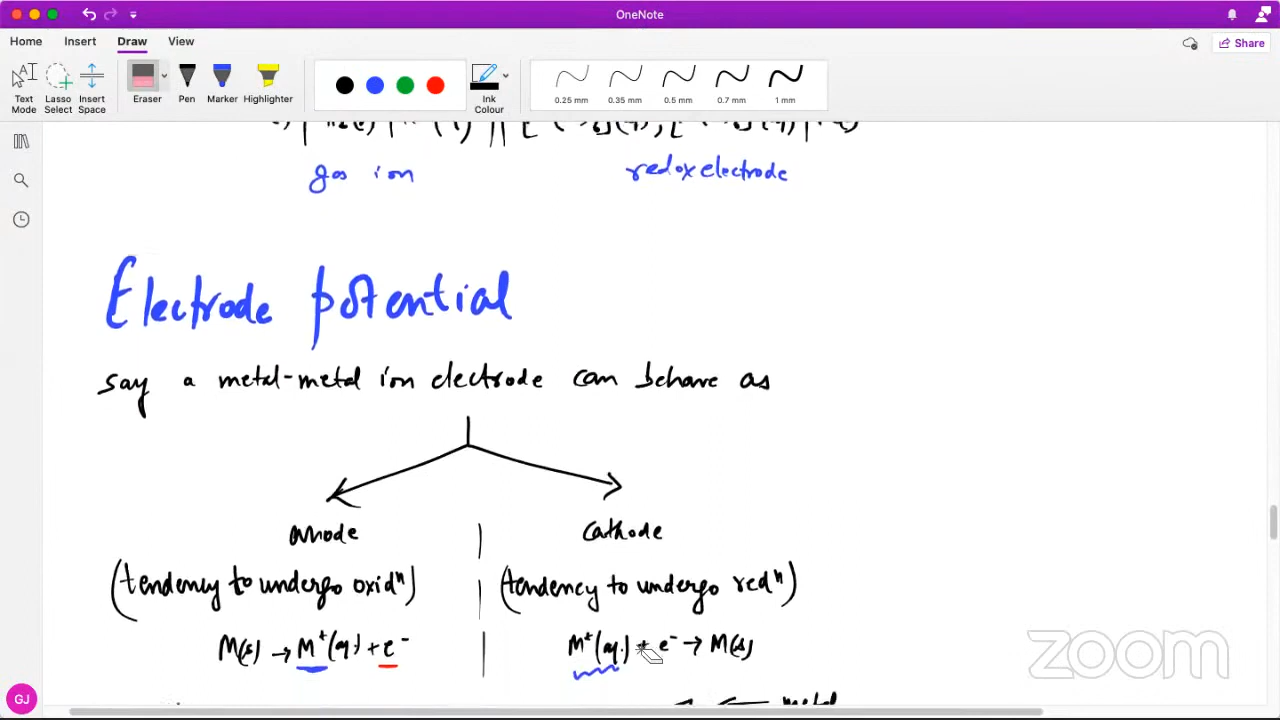 OneNote
Home Insert Draw View
Share
Text Mode
Lasso Select
Insert Space
Eraser
Pen
Marker
Highlighter
Ink Colour
0.25 mm 0.35 mm 0.5 mm 0.7 mm 1 mm
gas ion redoxelectrode
Electrode potential
say a metal-metal ion electrode can behave as
Anode Cathode
(tendency to undergo oxidⁿ) (tendency to undergo redⁿ)
M(s) → M⁺(aq.) + e⁻ M⁺(aq.) + e⁻ → M(s)
metal
GJ
zoom